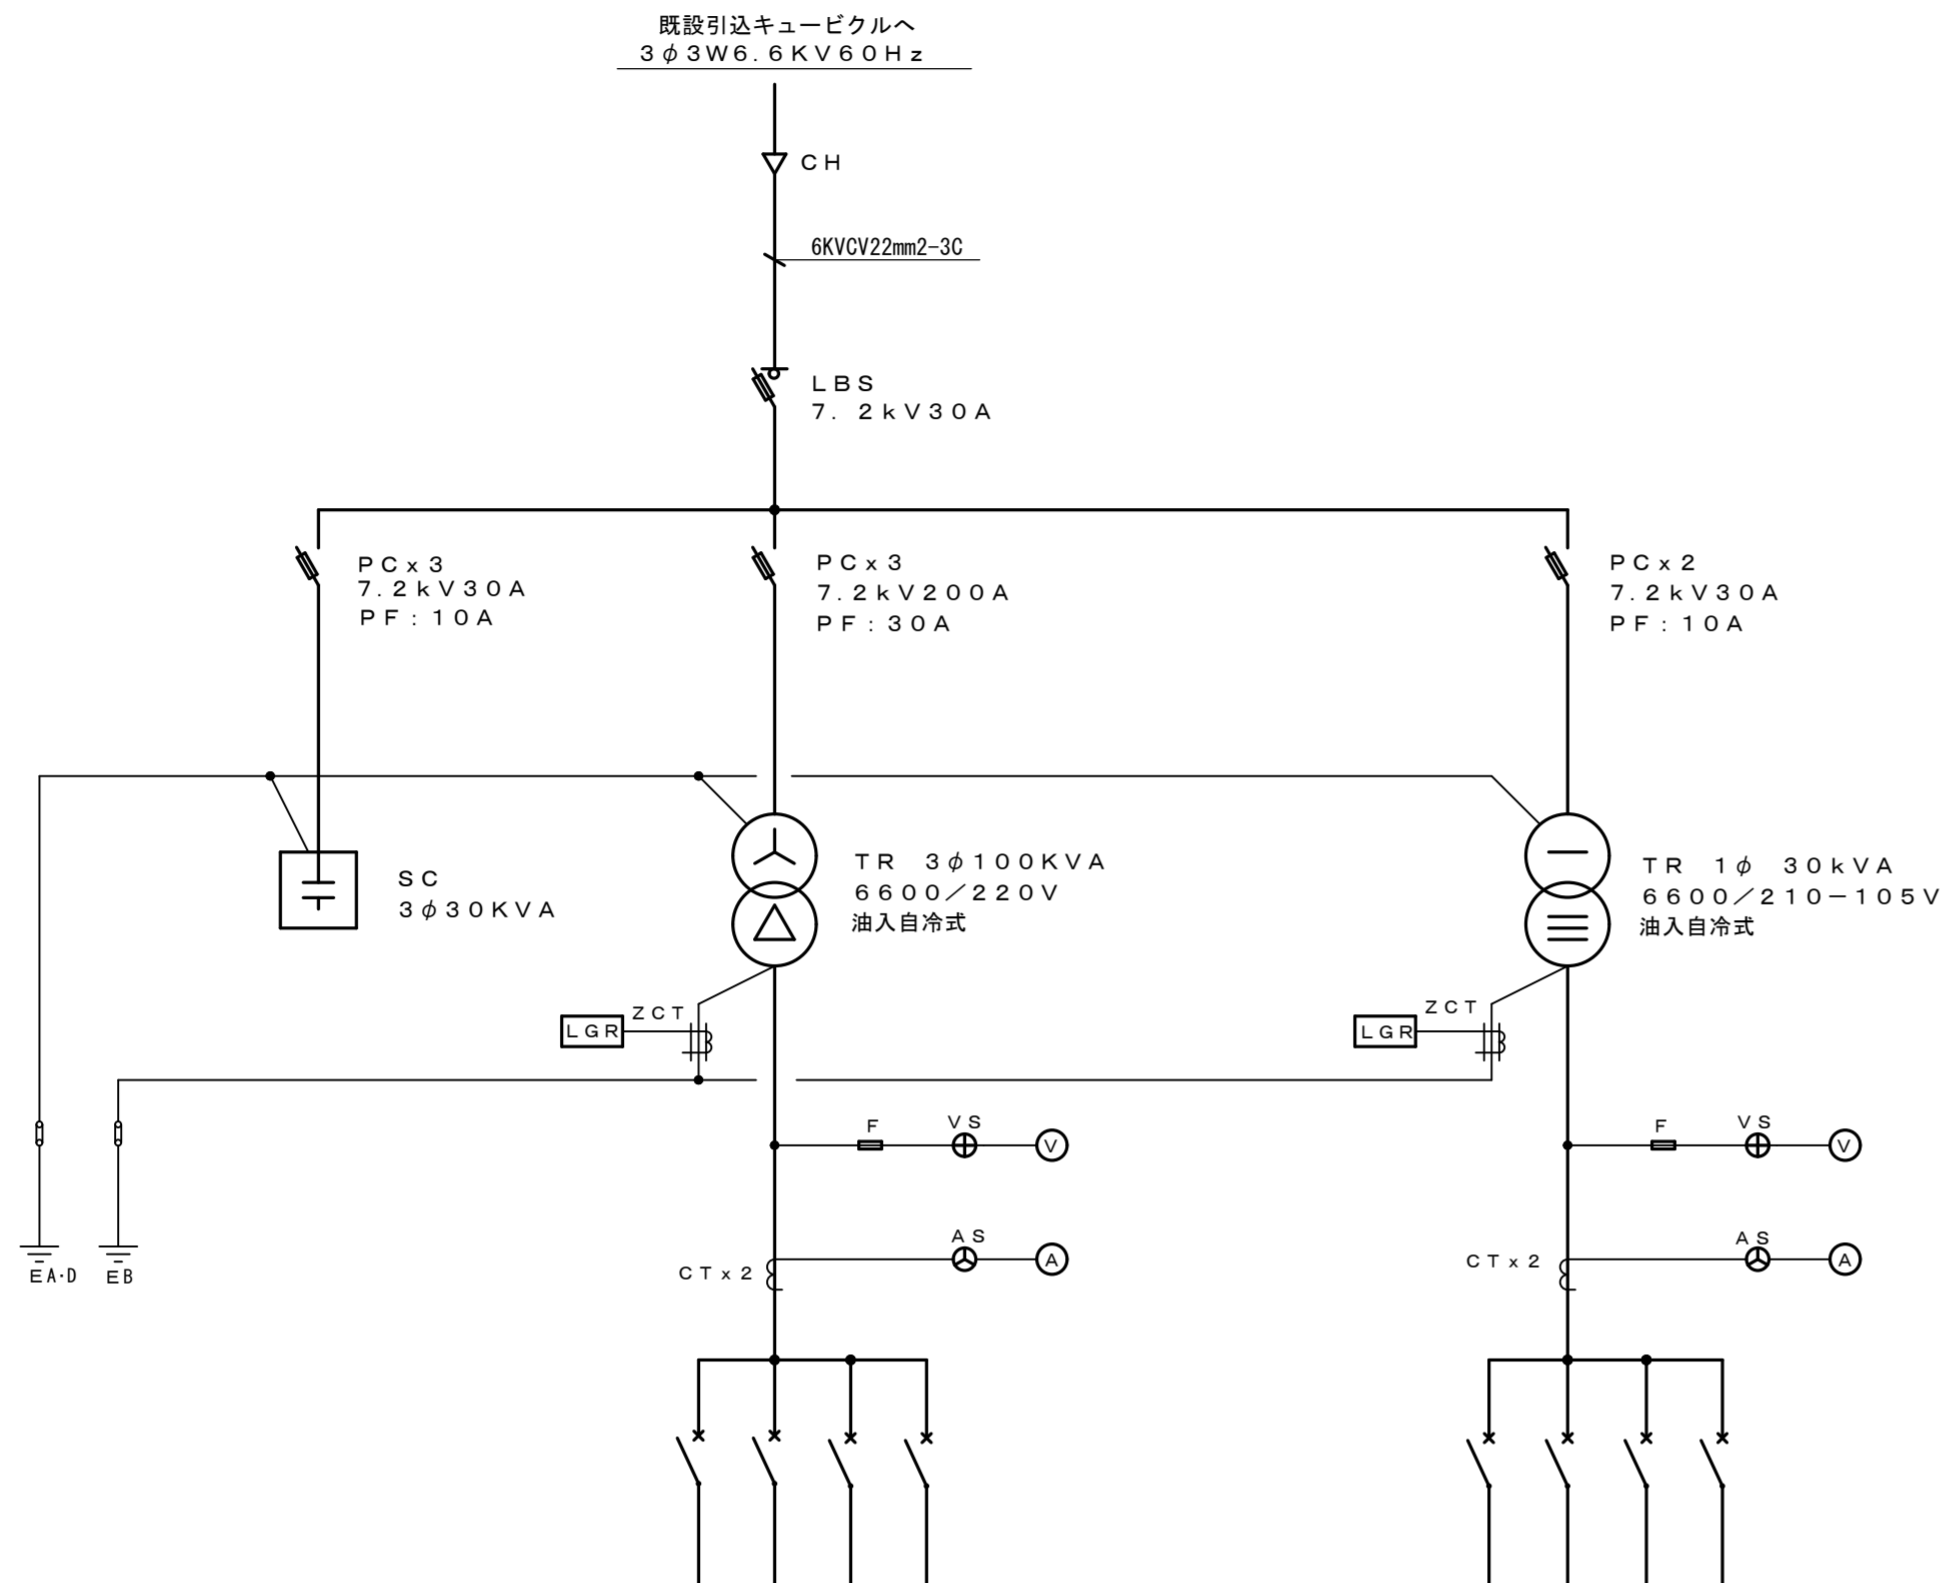 既設引込キュービクルへ
3φ3W6.6KV60Hz
CH
6KVCV22mm2-3C
LBS
7.2kV30A
PCx3
7.2kV30A
PF:10A
PCx3
7.2kV200A
PF:30A
PCx2
7.2kV30A
PF:10A
SC
3φ30KVA
TR 3φ100KVA
6600/220V
油入自冷式
TR 1φ 30kVA
6600/210-105V
油入自冷式
ZCT
LGR
ZCT
LGR
F
VS
V
F
VS
V
AS
A
CTx2
AS
A
CTx2
EA·D
EB